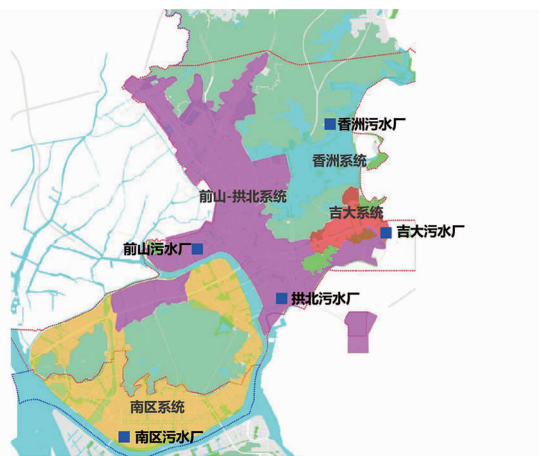 香洲污水厂
香洲系统
前山-拱北系统
吉大系统
吉大污水厂
前山污水厂
拱北污水厂
南区系统
南区污水厂